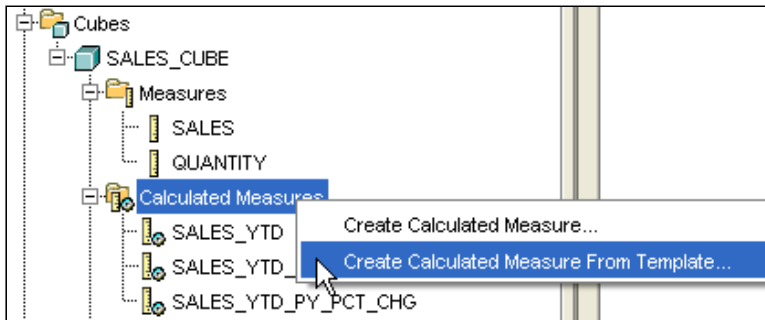 Cubes
SALES_CUBE
Measures
SALES
QUANTITY
Calculated Measures
Create Calculated Measure...
SALES_YTD
Create Calculated Measure From Template...
SALES_YTD_
SALES_YTD_PY_PCT_CHG